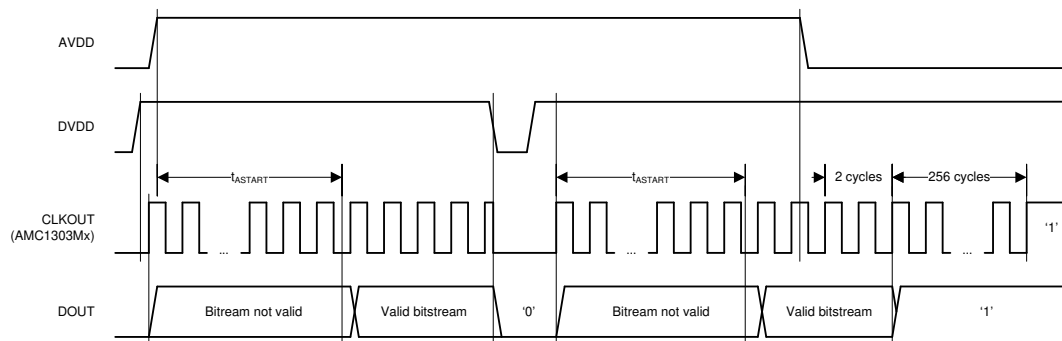 AVDD
DVDD
tASTART
tASTART
2 cycles
256 cycles
CLKOUT
(AMC1303Mx)
...
...
...
'1'
DOUT
Bitream not valid
Valid bitstream
'0'
Bitream not valid
Valid bitstream
'1'